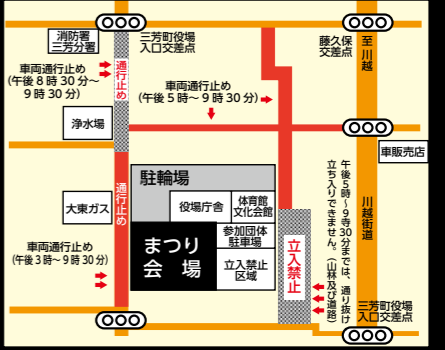 消防署
三芳分署
三芳町役場
入口交差点
藤久保
交差点
至川越
車両通行止め
(午後8時30分～
9時30分)
通行止め
車両通行止め
(午後5時～9時30分)
浄水場
車販売店
駐輪場
役場庁舎
体育館
文化会館
大東ガス
通行止め
参加団体
駐車場
まつり
会場
立入禁止
区域
立入禁止
午後5時～9時30分までは、通り抜け
立ち入りできません。(山林及び道路)
川越街道
車両通行止め
(午後3時～9時30分)
三芳町役場
入口交差点